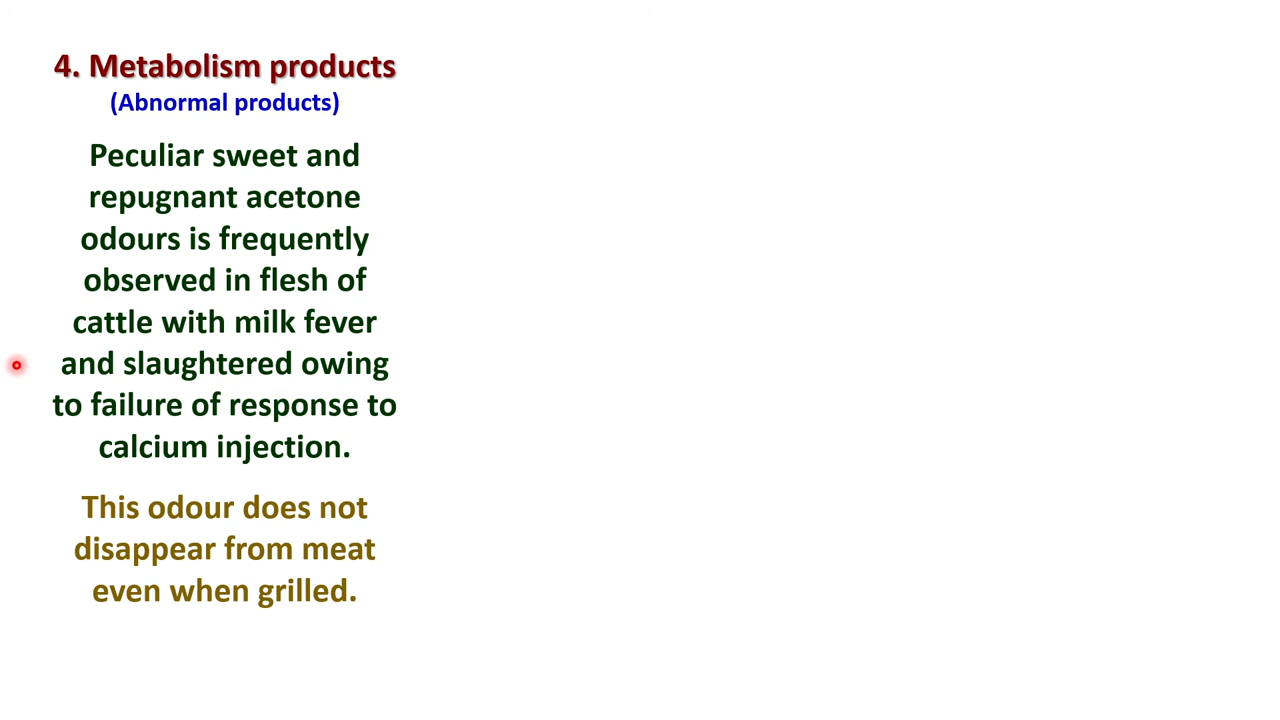 4. Metabolism products
(Abnormal products)
Peculiar sweet and
repugnant acetone
odours is frequently
observed in flesh of
cattle with milk fever
and slaughtered owing
to failure of response to
calcium injection.
This odour does not
disappear from meat
even when grilled.